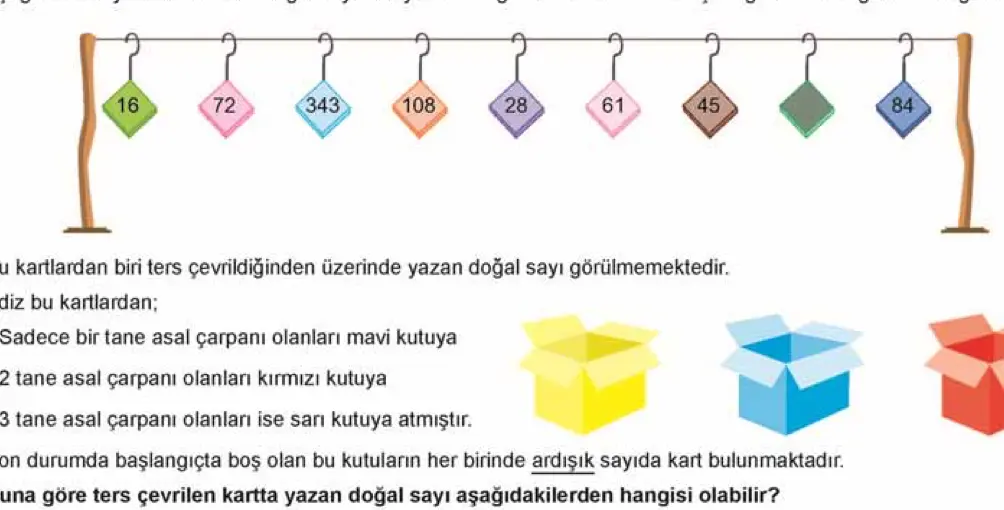 16 72 343 108 28 61 45 84
u kartlardan biri ters çevrildiğinden üzerinde yazan doğal sayı görülmemektedir.
diz bu kartlardan;
Sadece bir tane asal çarpanı olanları mavi kutuya
2 tane asal çarpanı olanları kırmızı kutuya
3 tane asal çarpanı olanları ise sarı kutuya atmıştır.
on durumda başlangıçta boş olan bu kutuların her birinde ardışık sayıda kart bulunmaktadır.
una göre ters çevrilen kartta yazan doğal sayı aşağıdakilerden hangisi olabilir?